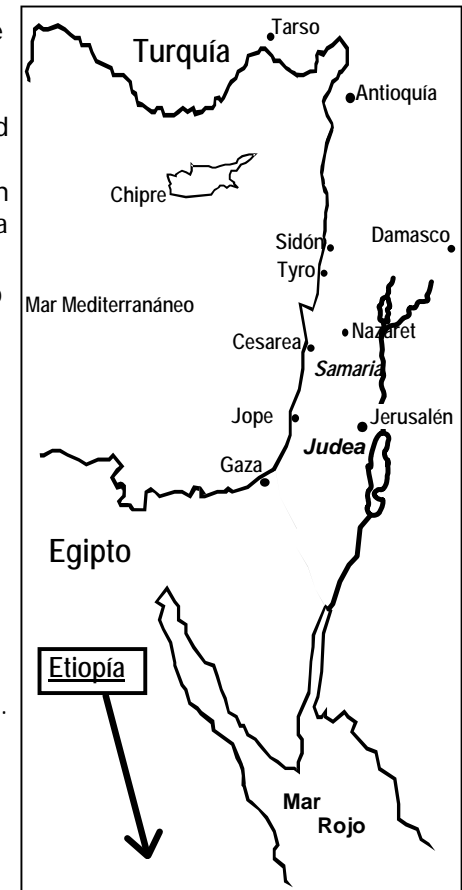 e
Tarso
Turquía
Antioquía
d
n
Chipre
a
Sidón
Damasco
Tyro
o
Mar Mediterranáneo
Nazaret
Cesarea
Samaria
Jope
Jerusalén
Judea
Gaza
Egipto
Etiopía
.
Mar
Rojo